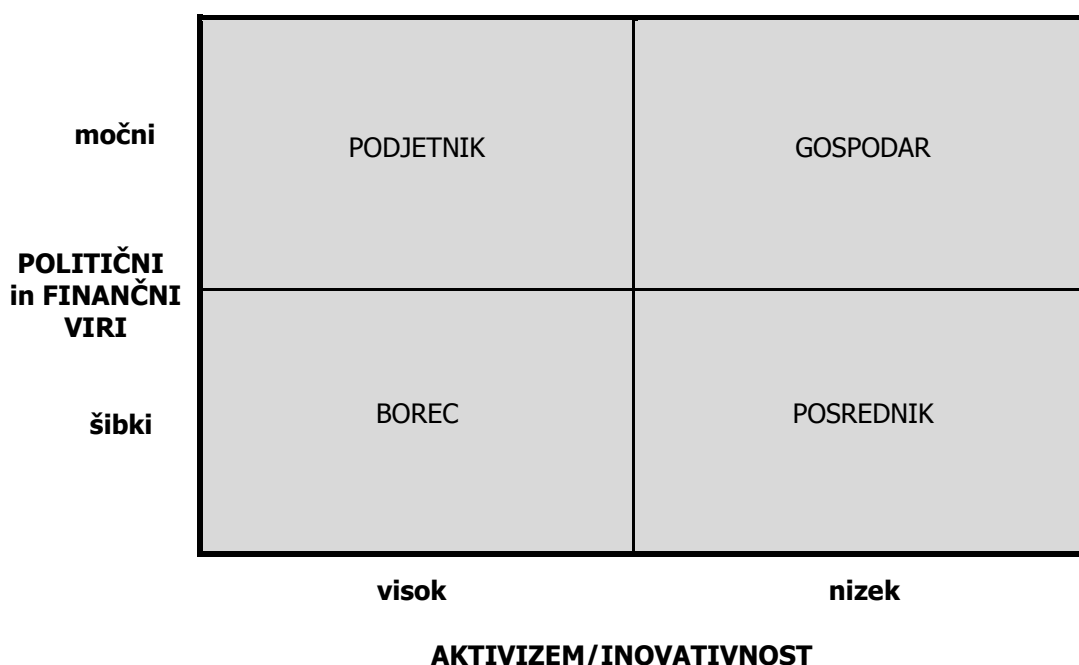 močni
PODJETNIK
GOSPODAR
POLITIČNI
in FINANČNI
VIRI
šibki
BOREC
POSREDNIK
visok
nizek
AKTIVIZEM/INOVATIVNOST